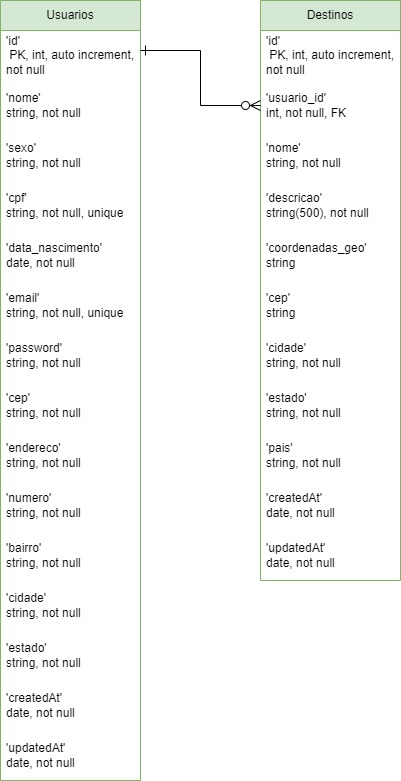 Usuarios
'id'
PK, int, auto increment,
not null
'nome'
string, not null
'sexo'
string, not null
'cpf'
string, not null, unique
'data_nascimento'
date, not null
'email'
string, not null, unique
'password'
string, not null
'cep'
string, not null
'endereco'
string, not null
'numero'
string, not null
'bairro'
string, not null
'cidade'
string, not null
'estado'
string, not null
'createdAt'
date, not null
'updatedAt'
date, not null
Destinos
'id'
PK, int, auto increment,
not null
'usuario_id'
int, not null, FK
'nome'
string, not null
'descricao'
string(500), not null
'coordenadas_geo'
string
'cep'
string
'cidade'
string, not null
'estado'
string, not null
'pais'
string, not null
'createdAt'
date, not null
'updatedAt'
date, not null